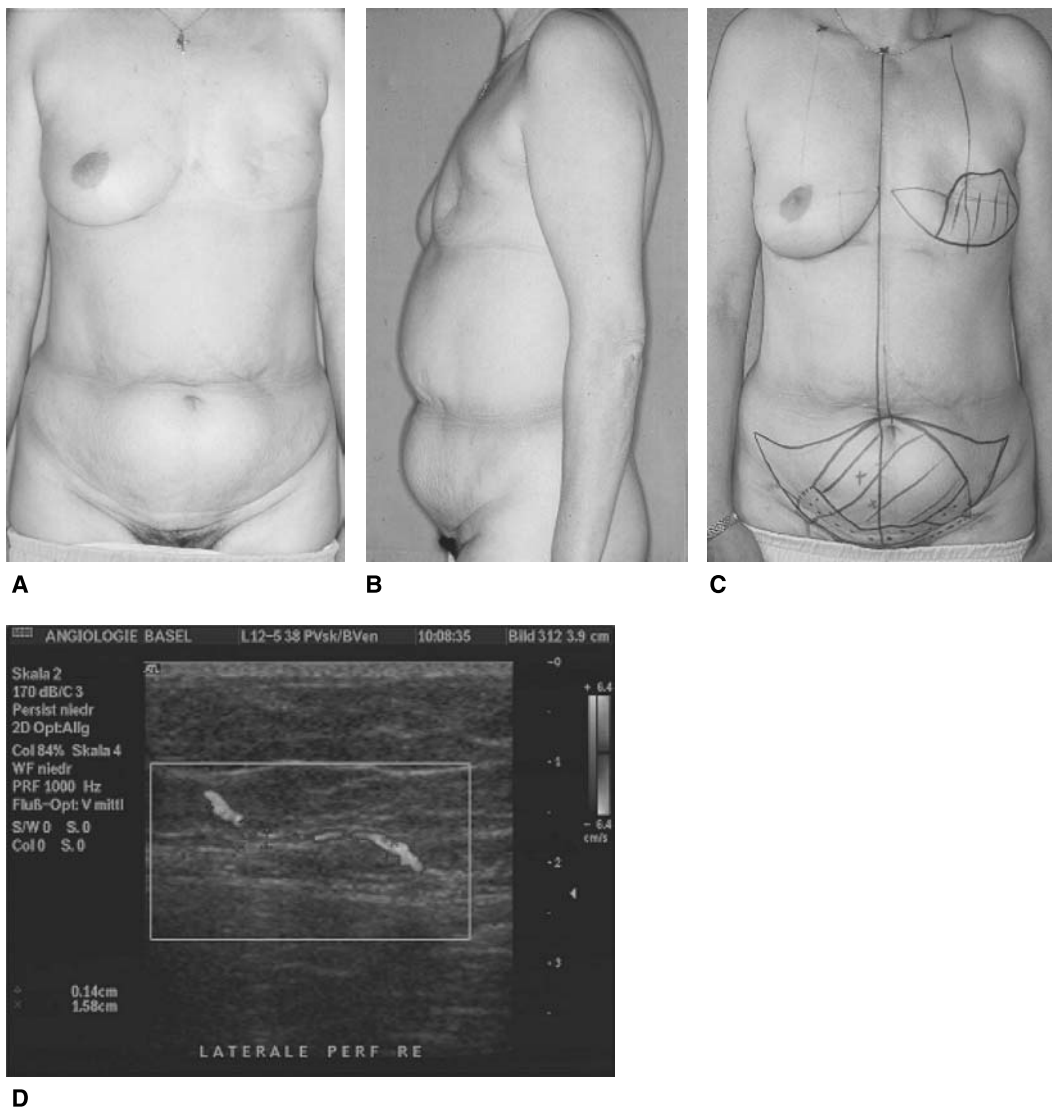 A
B
C
ANGIOLOGIE BASEL L12-5 38 PVsk/BVen 10:08:35 Bild 312 3.9 cm
Skala 2
170 dB/C 3
Persist niedr
2D Opt:Allg
Col 84% Skala 4
WF niedr
PRF 1000 Hz
Fluß-Opt: V mittl
S/W 0 S. 0
Col 0 S. 0
-0
+ 6.4
-1
- 6.4
cm/s
-2
-3
0.14cm
1.58cm
LATERALE PERF RE
D